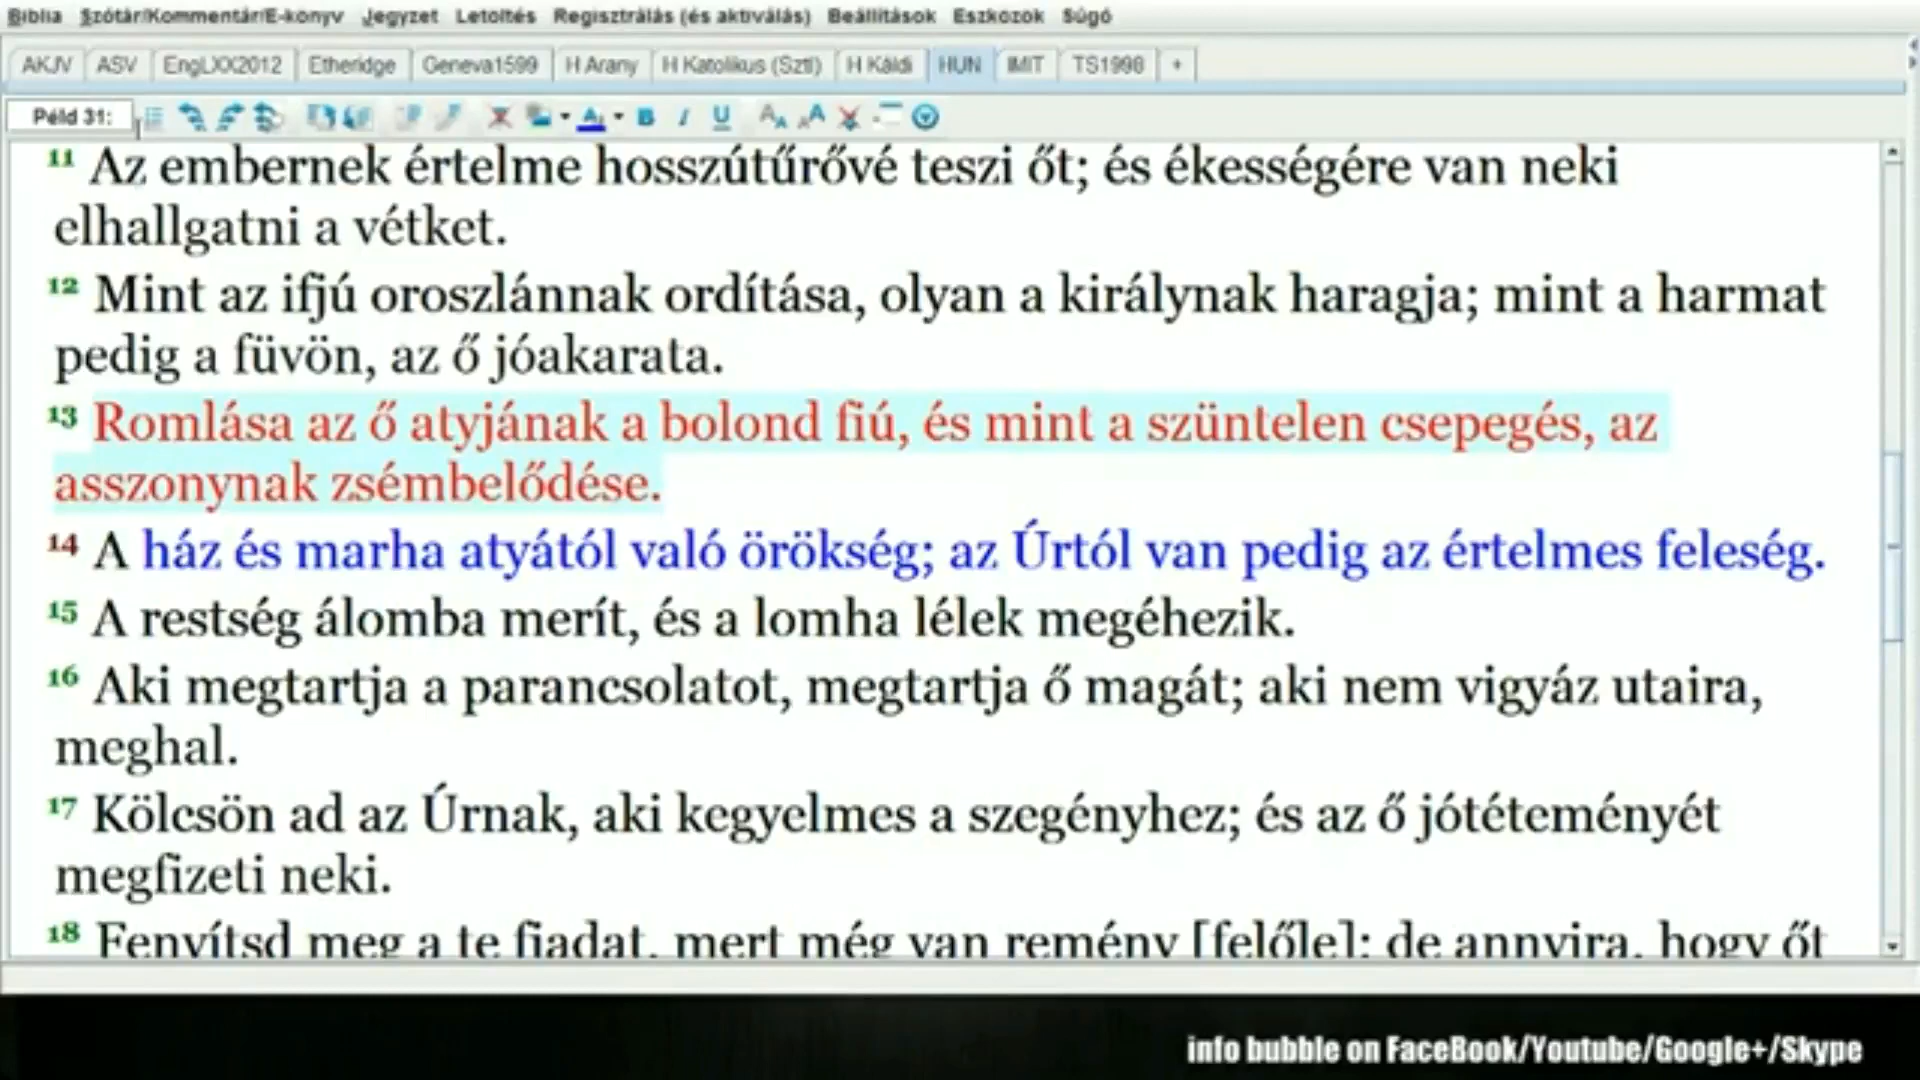 Biblia Szótár/Kommentár/E-könyv Jegyzet Letöltés Regisztrálás (és aktiválás) Beállítások Eszközök Súgó
AKJV ASV EngLXX2012 Etheridge Geneva1599 H Arany H Katolikus (SztI) H Káldi HUN IMIT TS1998 +
Péld 31: B I U
11 Az embernek értelme hosszútűrővé teszi őt; és ékességére van neki
elhallgatni a vétket.
12 Mint az ifjú oroszlánnak ordítása, olyan a királynak haragja; mint a harmat
pedig a füvön, az ő jóakarata.
13 Romlása az ő atyjának a bolond fiú, és mint a szüntelen csepegés, az
asszonynak zsémbelődése.
14 A ház és marha atyától való örökség; az Úrtól van pedig az értelmes feleség.
15 A restség álomba merít, és a lomha lélek megéhezik.
16 Aki megtartja a parancsolatot, megtartja ő magát; aki nem vigyáz utaira,
meghal.
17 Kölcsön ad az Úrnak, aki kegyelmes a szegényhez; és az ő jótéteményét
megfizeti neki.
18 Fenyítsd meg a te fiadat, mert még van remény [felőle]; de annyira, hogy őt
info bubble on FaceBook/Youtube/Google+/Skype